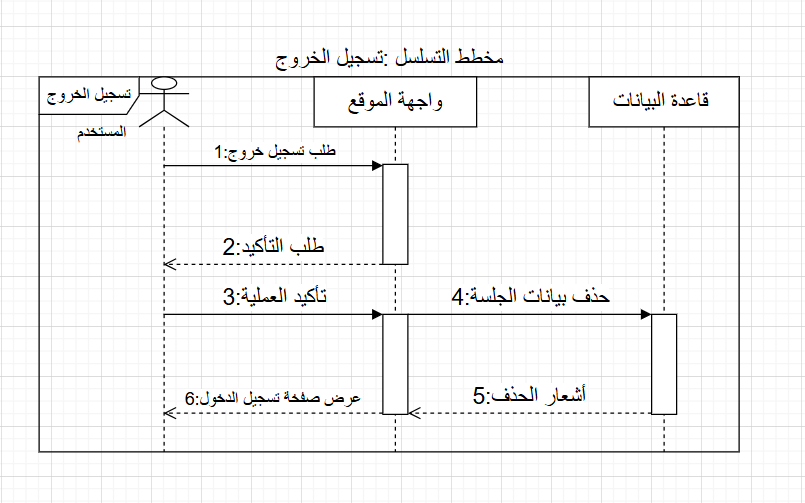 مخطط التسلسل :تسجيل الخروج
تسجيل الخروج
المستخدم
واجهة الموقع
قاعدة البيانات
1:طلب تسجيل خروج
2:طلب التأكيد
3:تأكيد العملية
4:حذف بيانات الجلسة
5:أشعار الحذف
6:عرض صفخة تسجيل الدخول